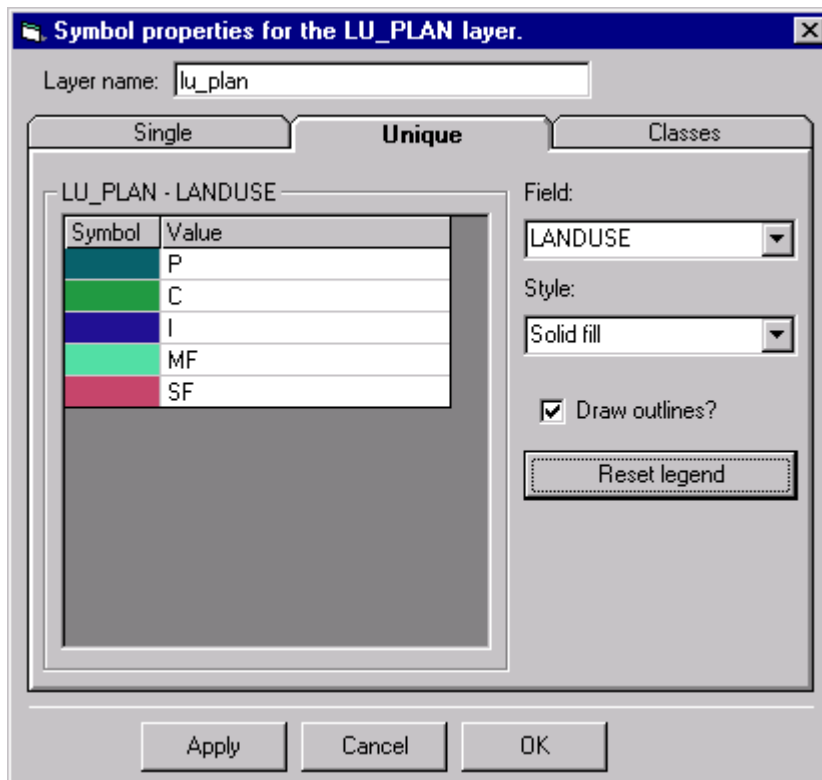 Symbol properties for the LU_PLAN layer.
Layer name: lu_plan
Single Unique Classes
LU_PLAN - LANDUSE
Symbol Value
P
C
I
MF
SF
Field:
LANDUSE
Style:
Solid fill
Draw outlines?
Reset legend
Apply Cancel OK